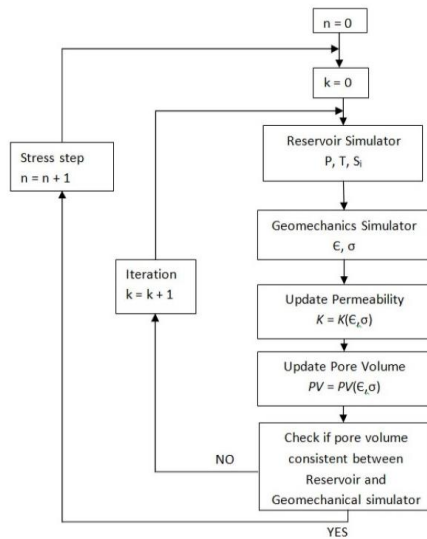 n = 0
k = 0
Reservoir Simulator
P, T, Sᵢ
Geomechanics Simulator
Є, σ
Update Permeability
K = K(Є,σ)
Update Pore Volume
PV = PV(Є,σ)
Check if pore volume
consistent between
Reservoir and
Geomechanical simulator
NO
YES
Iteration
k = k + 1
Stress step
n = n + 1